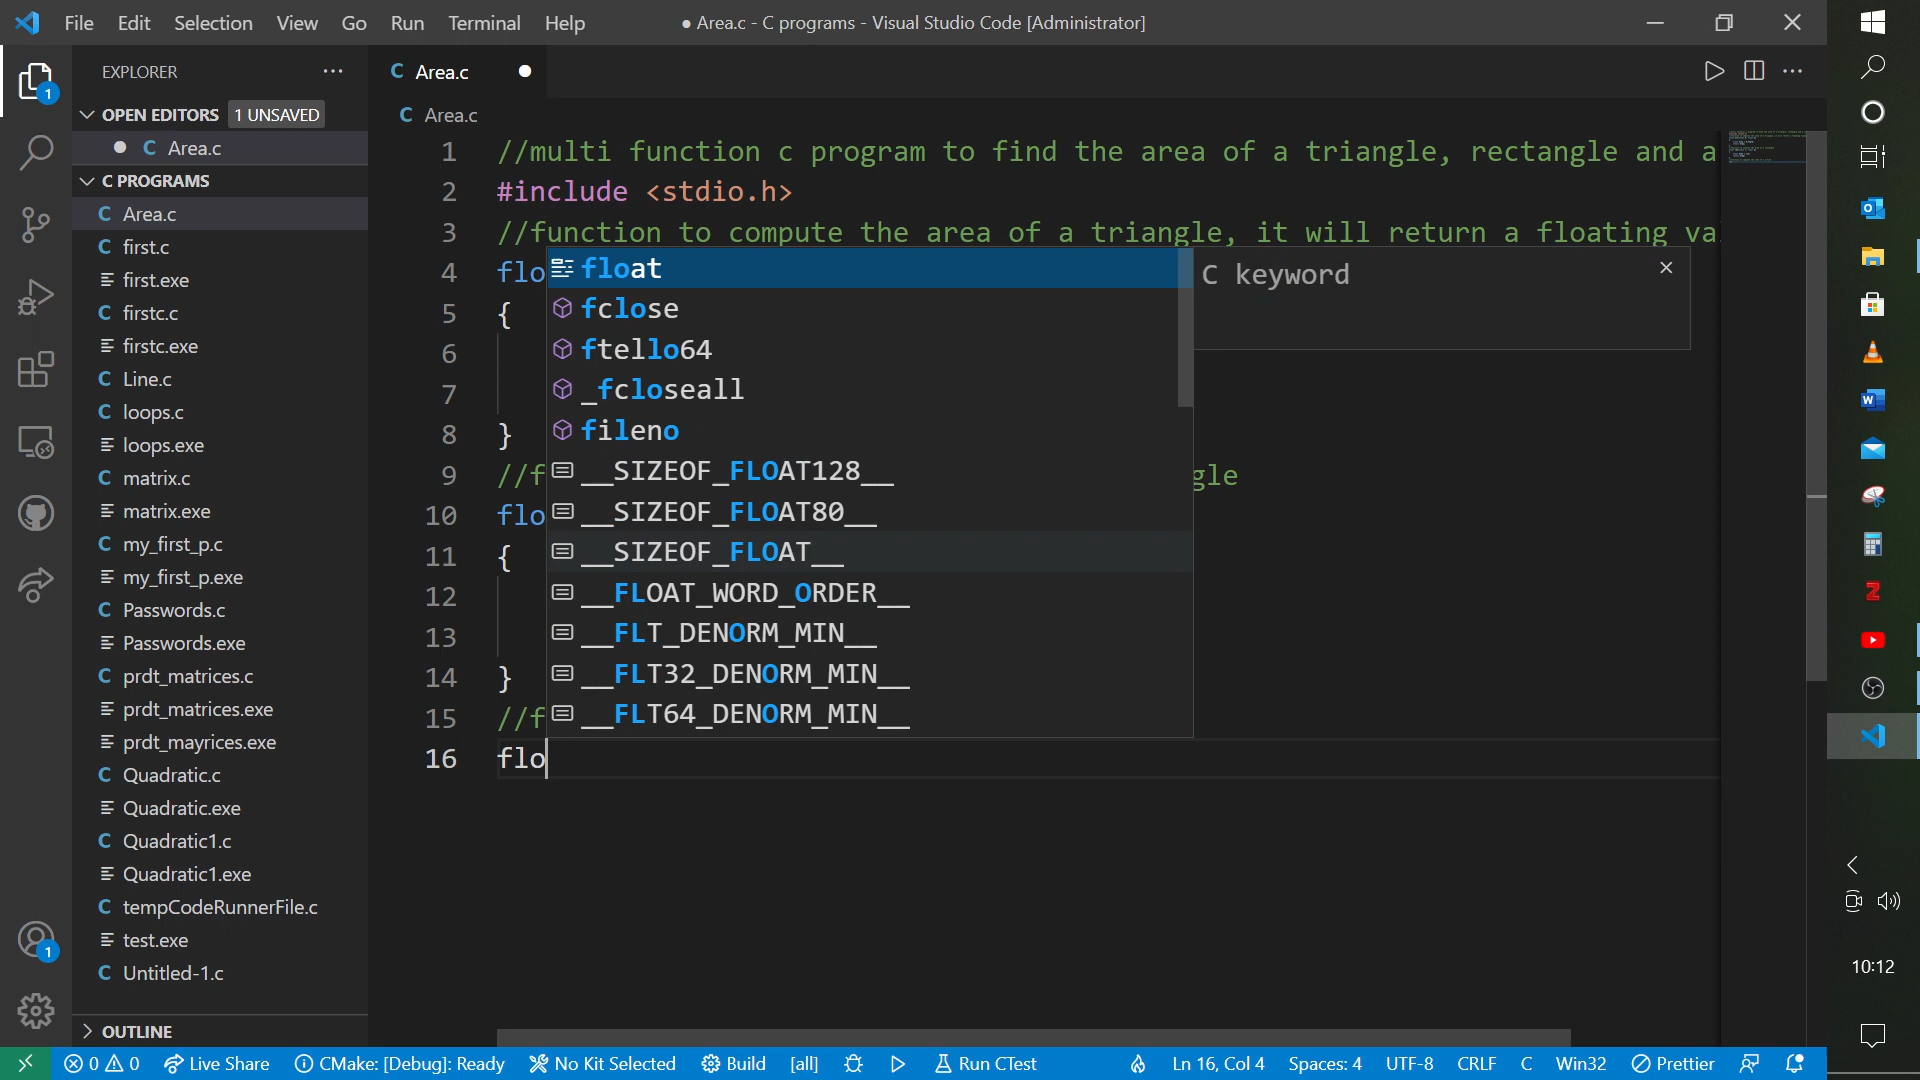 File Edit Selection View Go Run Terminal Help
● Area.c - C programs - Visual Studio Code [Administrator]
EXPLORER
OPEN EDITORS 1 UNSAVED
C Area.c
C PROGRAMS
C Area.c
C first.c
first.exe
C firstc.c
firstc.exe
C Line.c
C loops.c
loops.exe
C matrix.c
matrix.exe
C my_first_p.c
my_first_p.exe
C Passwords.c
Passwords.exe
C prdt_matrices.c
prdt_matrices.exe
prdt_mayrices.exe
C Quadratic.c
Quadratic.exe
C Quadratic1.c
Quadratic1.exe
C tempCodeRunnerFile.c
test.exe
C Untitled-1.c
OUTLINE
1
1
C Area.c
C Area.c
1 //multi function c program to find the area of a triangle, rectangle and a
2 #include <stdio.h>
3 //function to compute the area of a triangle, it will return a floating va
4 flo
5 {
6
7
8 }
9 //f gle
10 flo
11 {
12
13
14 }
15 //f
16 flo
float
fclose
ftello64
_fcloseall
fileno
__SIZEOF_FLOAT128__
__SIZEOF_FLOAT80__
__SIZEOF_FLOAT__
__FLOAT_WORD_ORDER__
__FLT_DENORM_MIN__
__FLT32_DENORM_MIN__
__FLT64_DENORM_MIN__
C keyword
0 0 Live Share CMake: [Debug]: Ready No Kit Selected Build [all] Run CTest Ln 16, Col 4 Spaces: 4 UTF-8 CRLF C Win32 Prettier
10:12